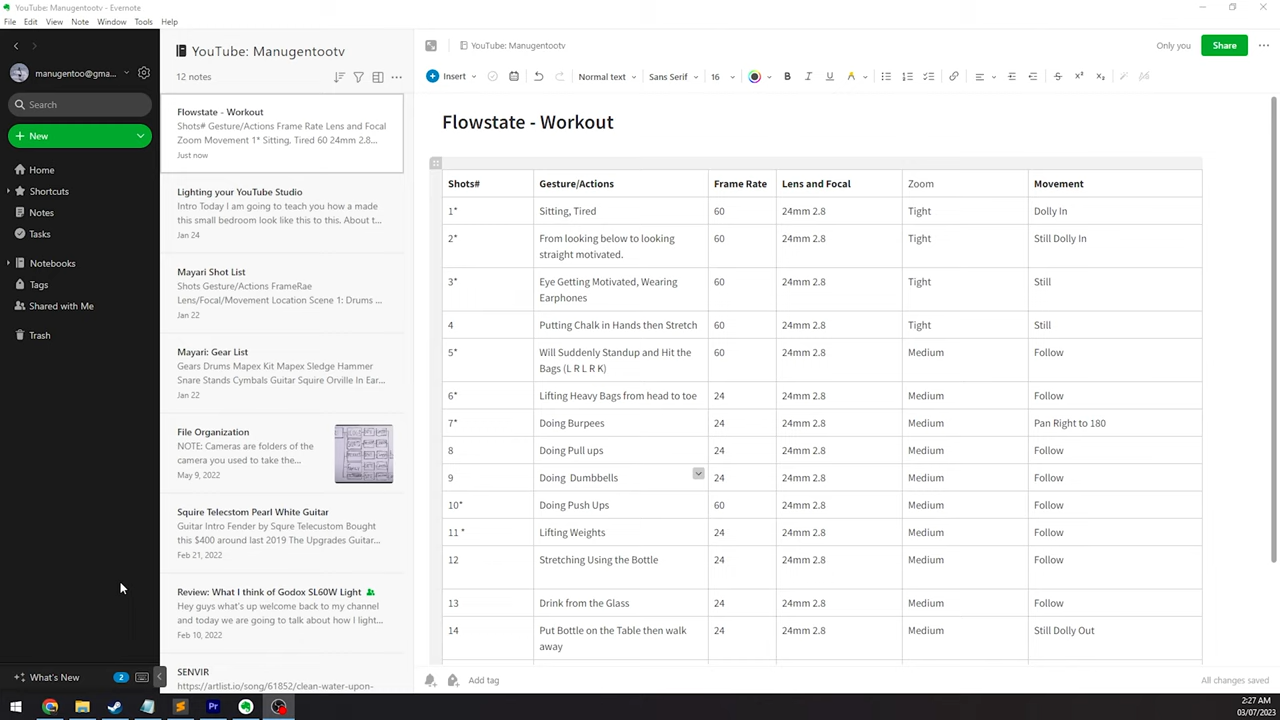 YouTube: Manugentootv - Evernote
File Edit View Note Window Tools Help
manugentoo@gma...
Search
New
Home
Shortcuts
Notes
Tasks
Notebooks
Tags
Shared with Me
Trash
What's New
2
YouTube: Manugentootv
12 notes
Flowstate - Workout
Shots# Gesture/Actions Frame Rate Lens and Focal
Zoom Movement 1* Sitting, Tired 60 24mm 2.8...
Just now
Lighting your YouTube Studio
Intro Today I am going to teach you how a made
this small bedroom look like this to this. About t...
Jan 24
Mayari Shot List
Shots Gesture/Actions FrameRae
Lens/Focal/Movement Location Scene 1: Drums ...
Jan 22
Mayari: Gear List
Gears Drums Mapex Kit Mapex Sledge Hammer
Snare Stands Cymbals Guitar Squire Orville In Ear...
Jan 22
File Organization
NOTE: Cameras are folders of the
camera you used to take the...
May 9, 2022
Squire Telecstom Pearl White Guitar
Guitar Intro Fender by Squre Telecustom Bought
this $400 around last 2019 The Upgrades Guitar...
Feb 21, 2022
Review: What I think of Godox SL60W Light
Hey guys what's up welcome back to my channel
and today we are going to talk about how I light...
Feb 10, 2022
SENVIR
https://artlist.io/song/61852/clean-water-upon-
YouTube: Manugentootv
Only you
Share
Insert
Normal text
Sans Serif
16
Flowstate - Workout
Shots# Gesture/Actions Frame Rate Lens and Focal Zoom Movement
1* Sitting, Tired 60 24mm 2.8 Tight Dolly In
2* From looking below to looking 60 24mm 2.8 Tight Still Dolly In
straight motivated.
3* Eye Getting Motivated, Wearing 60 24mm 2.8 Tight Still
Earphones
4 Putting Chalk in Hands then Stretch 60 24mm 2.8 Tight Still
5* Will Suddenly Standup and Hit the 60 24mm 2.8 Medium Follow
Bags (L R L R K)
6* Lifting Heavy Bags from head to toe 24 24mm 2.8 Medium Follow
7* Doing Burpees 24 24mm 2.8 Medium Pan Right to 180
8 Doing Pull ups 24 24mm 2.8 Medium Follow
9 Doing Dumbbells 24 24mm 2.8 Medium Follow
10* Doing Push Ups 60 24mm 2.8 Medium Follow
11 * Lifting Weights 24 24mm 2.8 Medium Follow
12 Stretching Using the Bottle 24 24mm 2.8 Medium Follow
13 Drink from the Glass 24 24mm 2.8 Medium Follow
14 Put Bottle on the Table then walk 24 24mm 2.8 Medium Still Dolly Out
away
Add tag
All changes saved
2:27 AM
03/07/2023